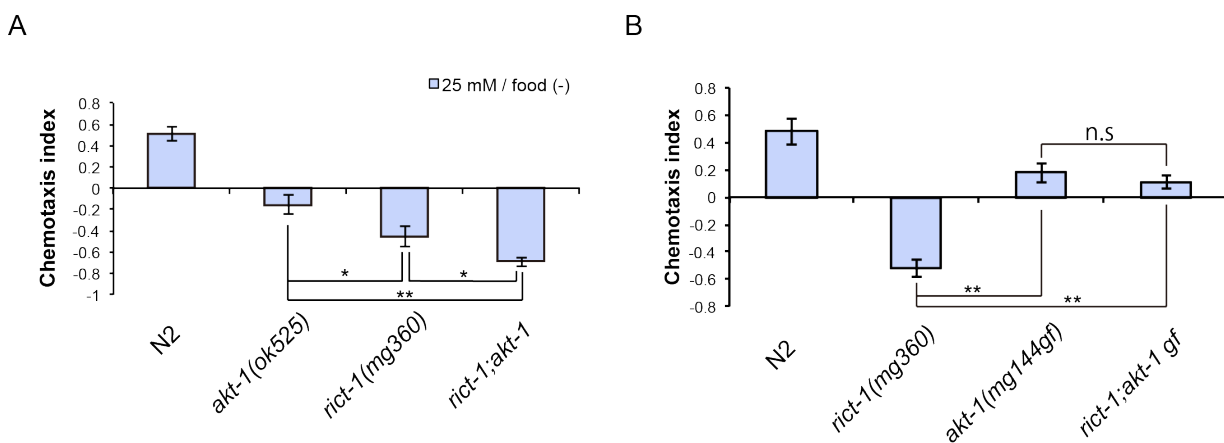 A
B
25 mM / food (-)
Chemotaxis index
0.8
0.6
0.4
0.2
0
-0.2
-0.4
-0.6
-0.8
-1
*
*
**
N2
akt-1(ok525)
rict-1(mg360)
rict-1;akt-1
Chemotaxis index
0.8
0.6
0.4
0.2
0
-0.2
-0.4
-0.6
-0.8
n.s
**
**
N2
rict-1(mg360)
akt-1(mg144gf)
rict-1;akt-1 gf